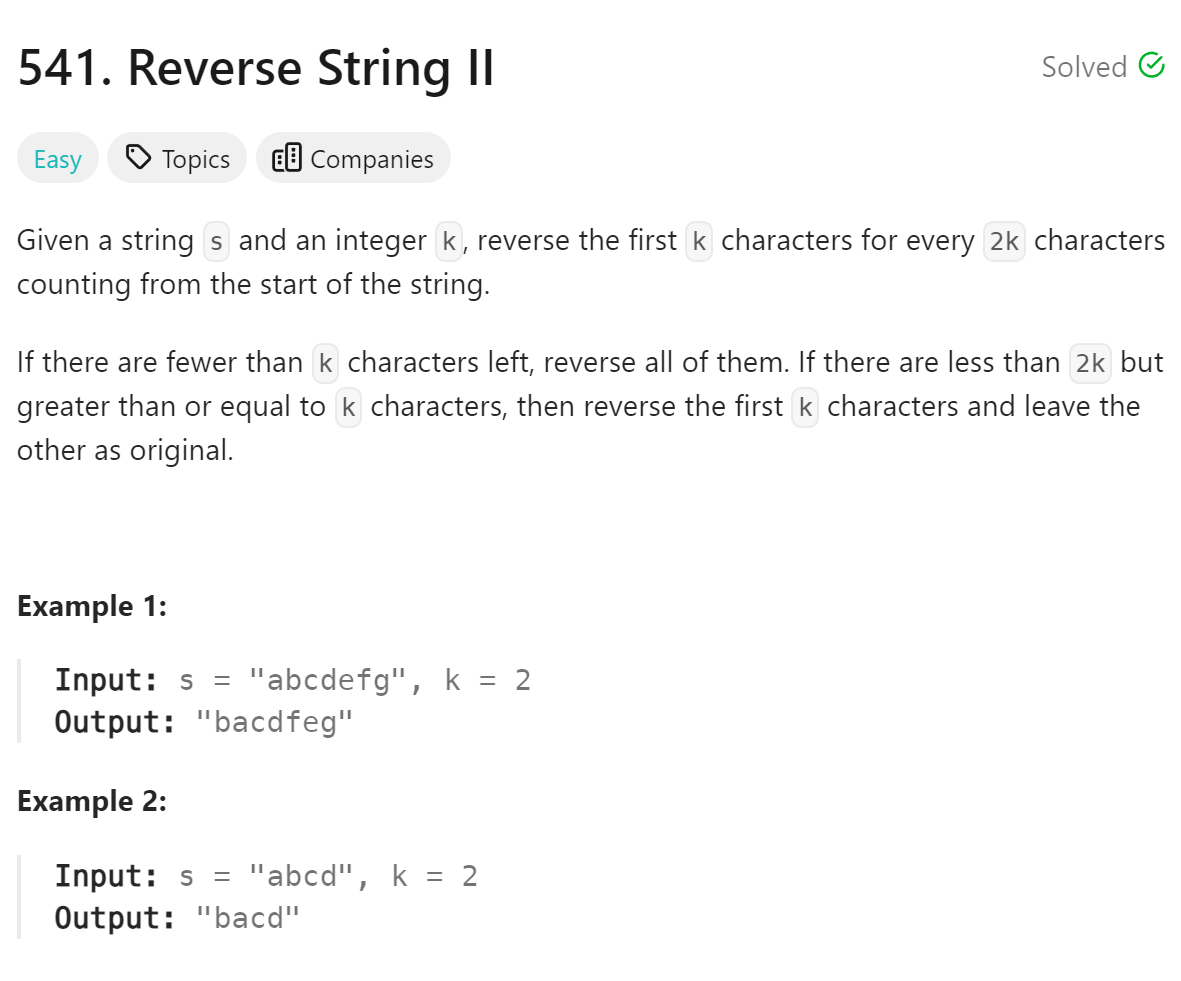 541. Reverse String II
Solved
Easy
Topics
Companies
Given a string s and an integer k, reverse the first k characters for every 2k characters
counting from the start of the string.
If there are fewer than k characters left, reverse all of them. If there are less than 2k but
greater than or equal to k characters, then reverse the first k characters and leave the
other as original.
Example 1:
Input: s = "abcdefg", k = 2
Output: "bacdfeg"
Example 2:
Input: s = "abcd", k = 2
Output: "bacd"